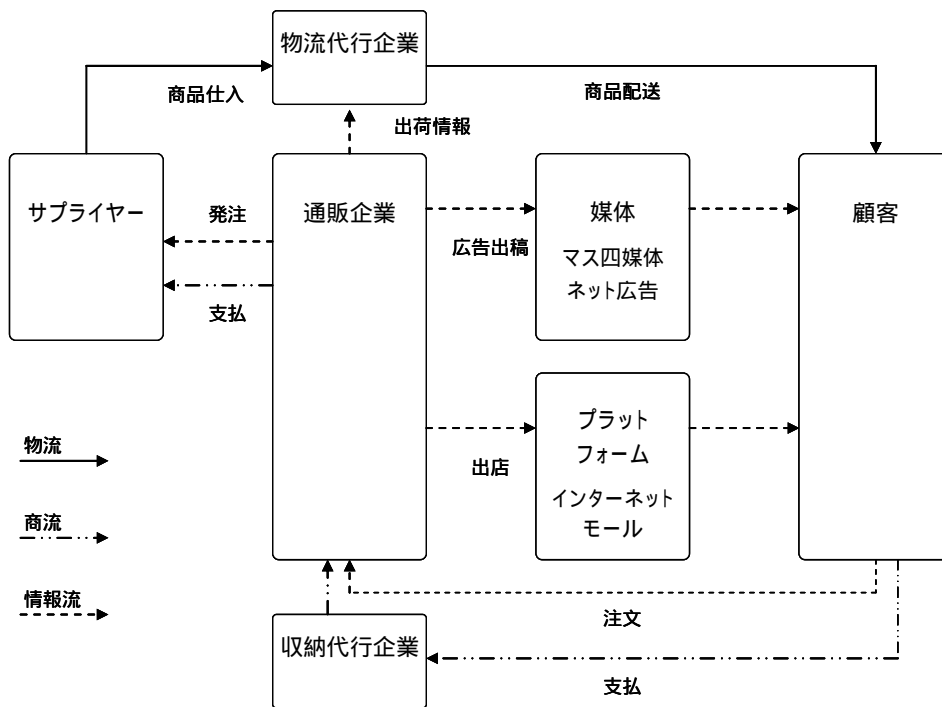 物流代行企業
商品仕入
商品配送
出荷情報
サプライヤー
発注
支払
通販企業
広告出稿
媒体
マス四媒体
ネット広告
顧客
出店
プラット
フォーム
インターネット
モール
物流
商流
情報流
注文
収納代行企業
支払